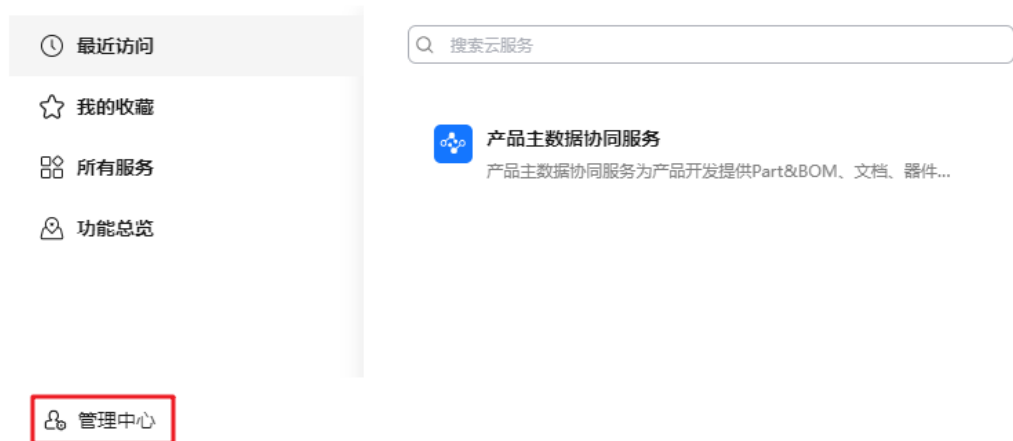 最近访问
我的收藏
所有服务
功能总览
管理中心
搜索云服务
产品主数据协同服务
产品主数据协同服务为产品开发提供Part&BOM、文档、器件...